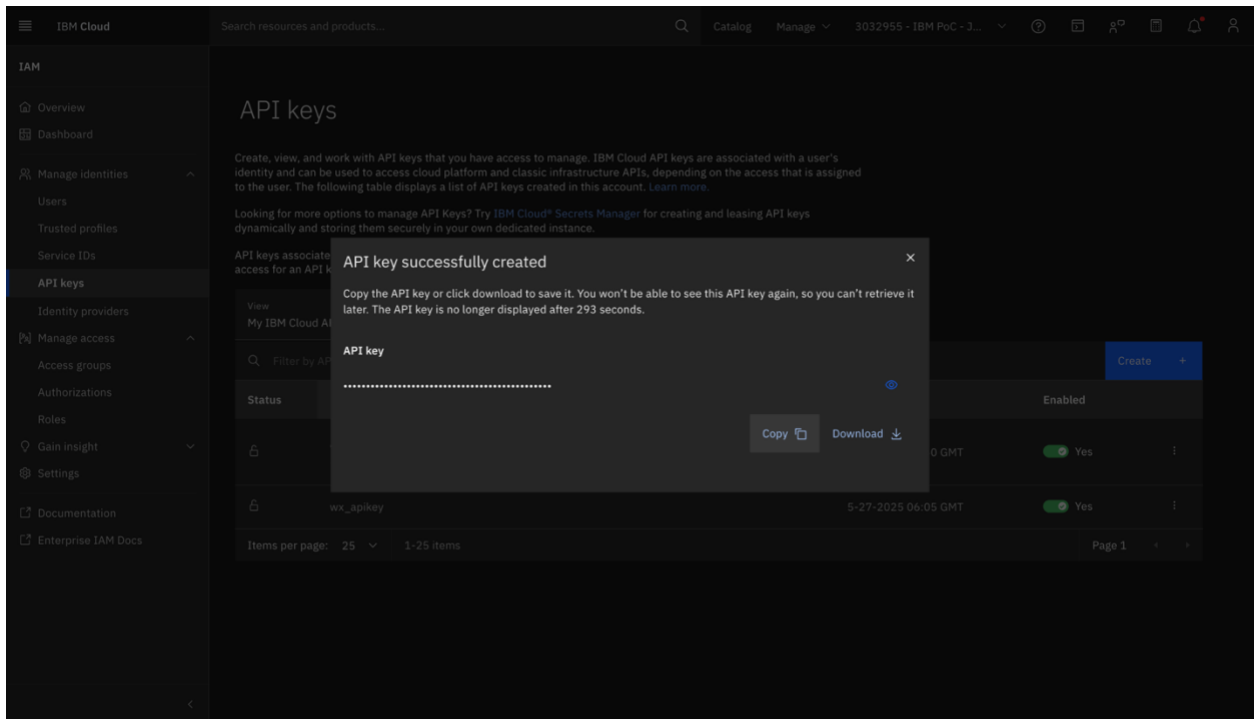 IBM Cloud
Search resources and products...
Catalog
Manage
3032955 - IBM PoC - J...
IAM
Overview
Dashboard
Manage identities
Users
Trusted profiles
Service IDs
API keys
Identity providers
Manage access
Access groups
Authorizations
Roles
Gain insight
Settings
Documentation
Enterprise IAM Docs
API keys
Create, view, and work with API keys that you have access to manage. IBM Cloud API keys are associated with a user's
identity and can be used to access cloud platform and classic infrastructure APIs, depending on the access that is assigned
to the user. The following table displays a list of API keys created in this account. Learn more.
Looking for more options to manage API Keys? Try IBM Cloud® Secrets Manager for creating and leasing API keys
dynamically and storing them securely in your own dedicated instance.
API keys associate
access for an API k
API key successfully created
Copy the API key or click download to save it. You won't be able to see this API key again, so you can't retrieve it
later. The API key is no longer displayed after 293 seconds.
API key
Copy
Download
View
My IBM Cloud AP
Filter by AP
Create +
Status
Enabled
0 GMT
Yes
wx_apikey
5-27-2025 06:05 GMT
Yes
Items per page: 25
1-25 items
Page 1